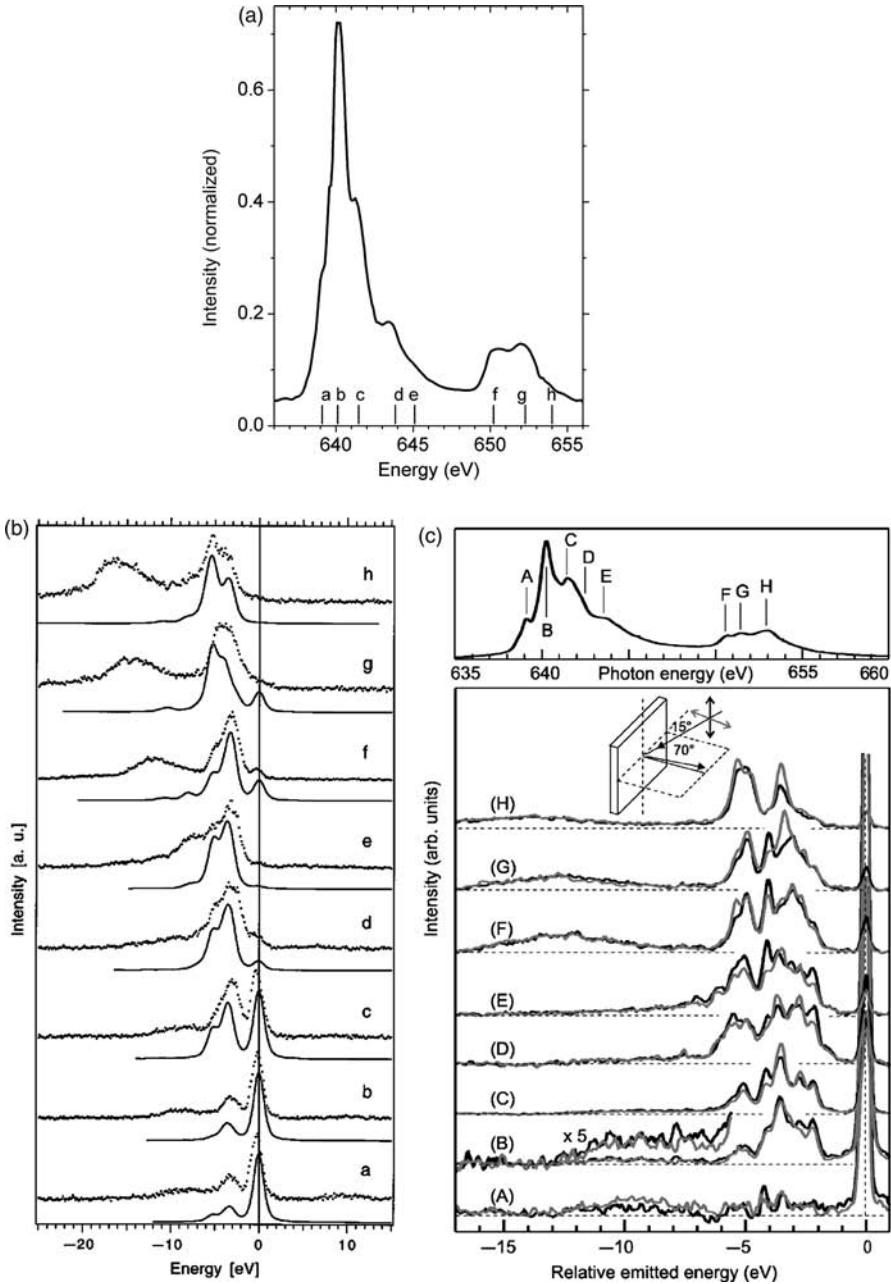 (a)
Intensity (normalized)
0.6
0.4
0.2
0.0
a b c d e f g h
640 645 650 655
Energy (eV)
(b)
h
g
f
e
d
c
b
a
Intensity [a. u.]
−20 −10 0 10
Energy [eV]
(c)
A B C D E F G H
635 640 Photon energy (eV) 655 660
15°
70°
(H)
(G)
(F)
(E)
(D)
(C)
(B)
x 5
(A)
Intensity (arb. units)
−15 −10 −5 0
Relative emitted energy (eV)